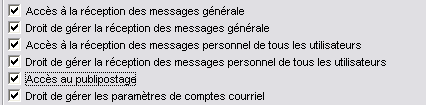 Accès à la réception des messages générale
Droit de gérer la réception des messages générale
Accès à la réception des messages personnel de tous les utilisateurs
Droit de gérer la réception des messages personnel de tous les utilisateurs
Accès au publipostage
Droit de gérer les paramètres de comptes courriel